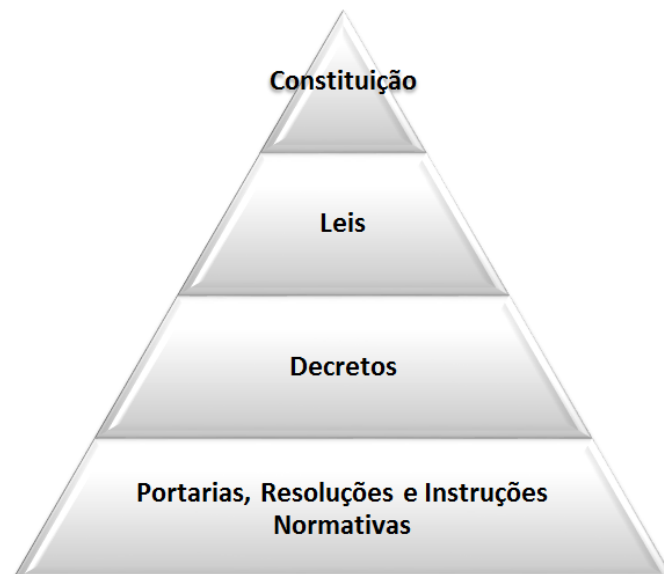 Constituição
Leis
Decretos
Portarias, Resoluções e Instruções
Normativas